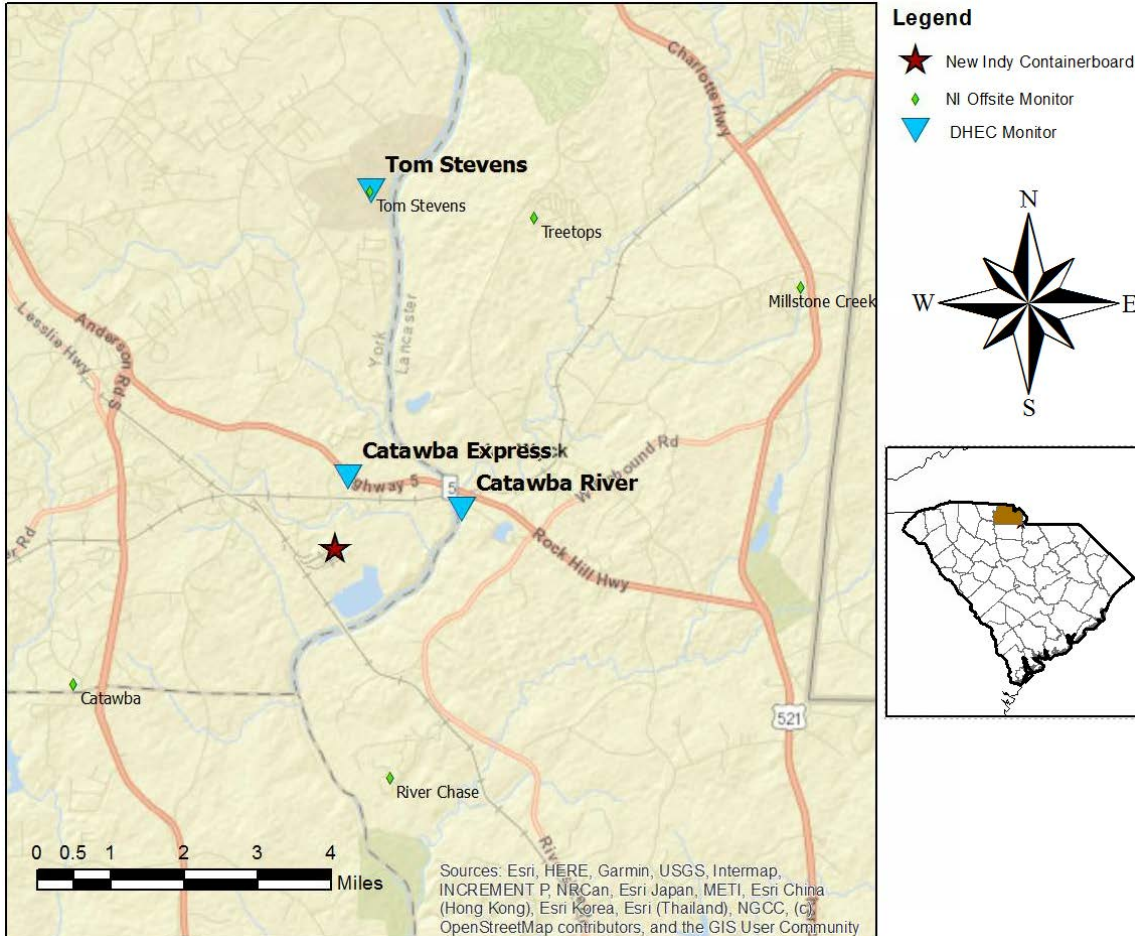 Charlotte Hwy
Tom Stevens
Tom Stevens
Treetops
Millstone Creek
York
Lancaster
Lesslie Hwy
Anderson Rd S
Catawba Express
Highway 5
5
Catawba River
Rock Hill Hwy
Catawba
521
River Chase
0 0.5 1 2 3 4
Miles
Sources: Esri, HERE, Garmin, USGS, Intermap,
INCREMENT P, NRCan, Esri Japan, METI, Esri China
(Hong Kong), Esri Korea, Esri (Thailand), NGCC, (c)
OpenStreetMap contributors, and the GIS User Community
Legend
New Indy Containerboard
NI Offsite Monitor
DHEC Monitor
N
W
E
S